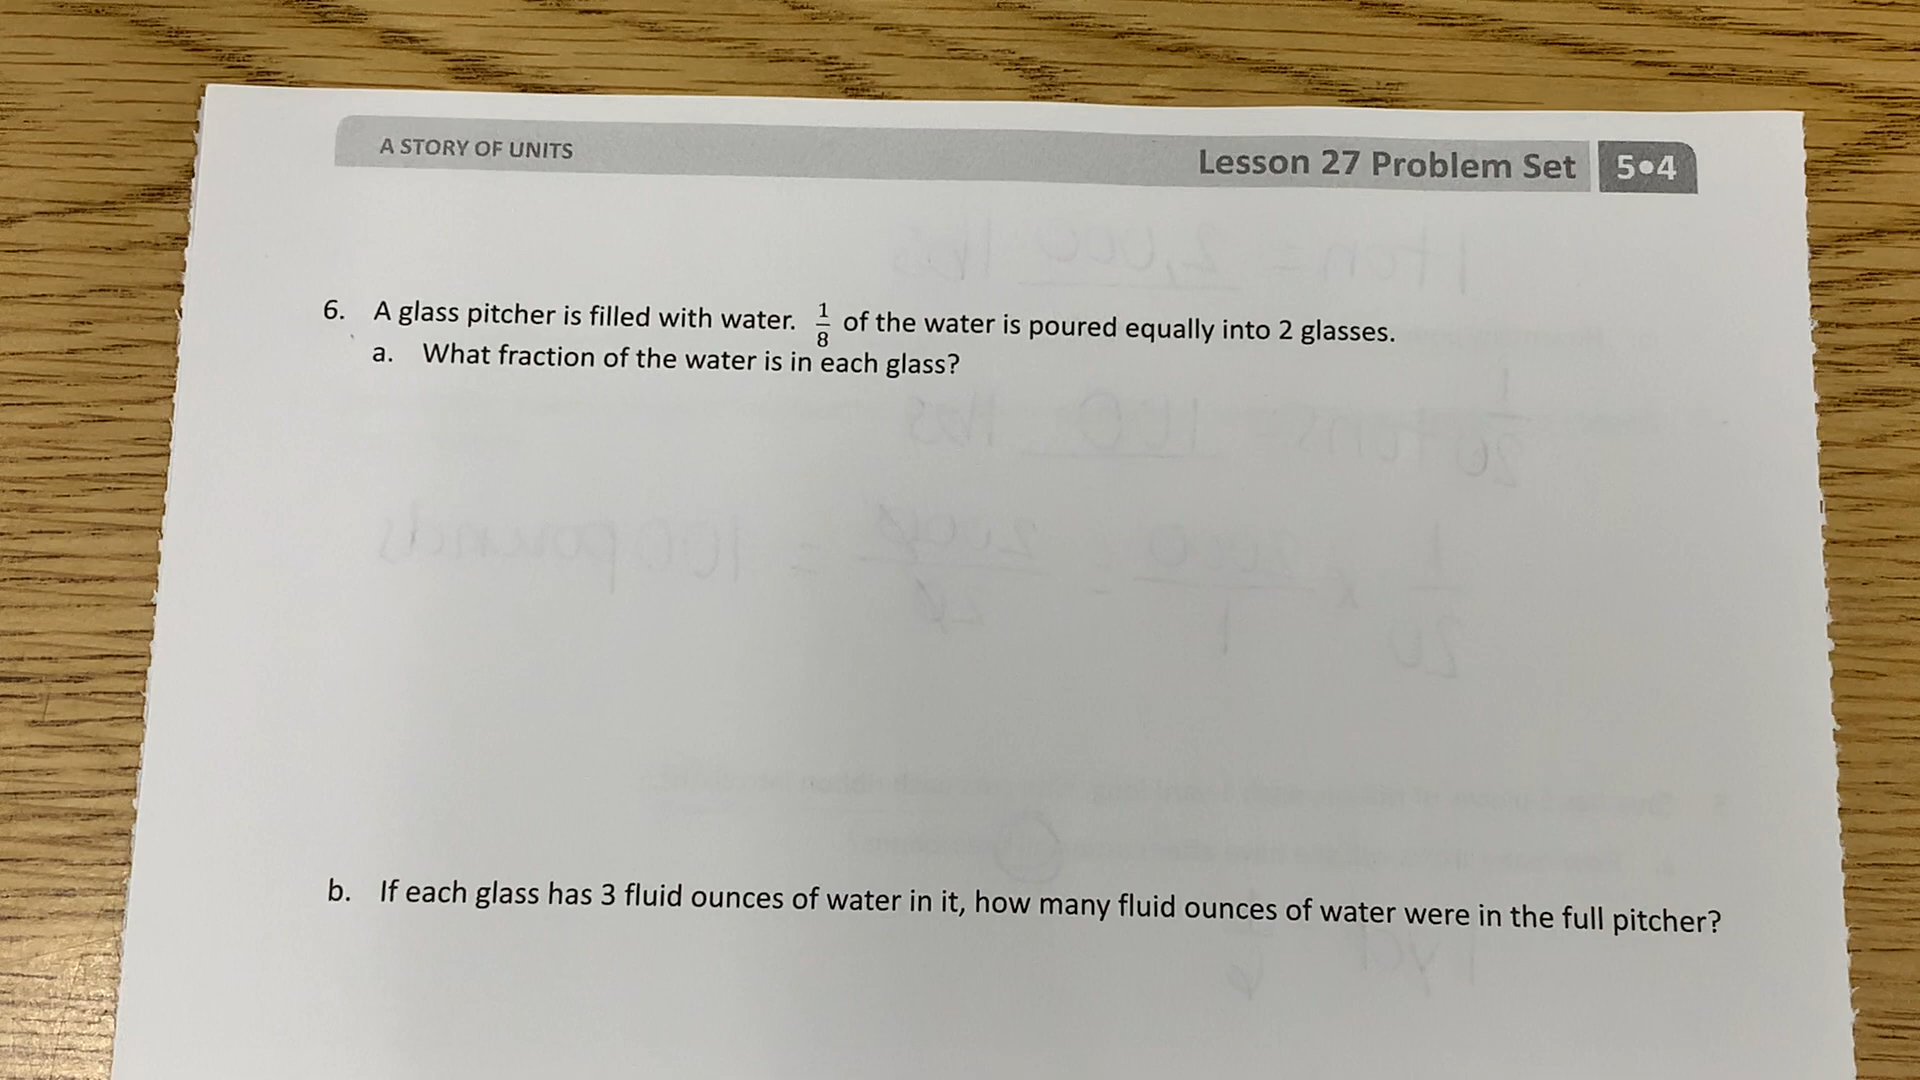 A STORY OF UNITS
Lesson 27 Problem Set 5•4
6. A glass pitcher is filled with water. 1/8 of the water is poured equally into 2 glasses.
a. What fraction of the water is in each glass?
b. If each glass has 3 fluid ounces of water in it, how many fluid ounces of water were in the full pitcher?